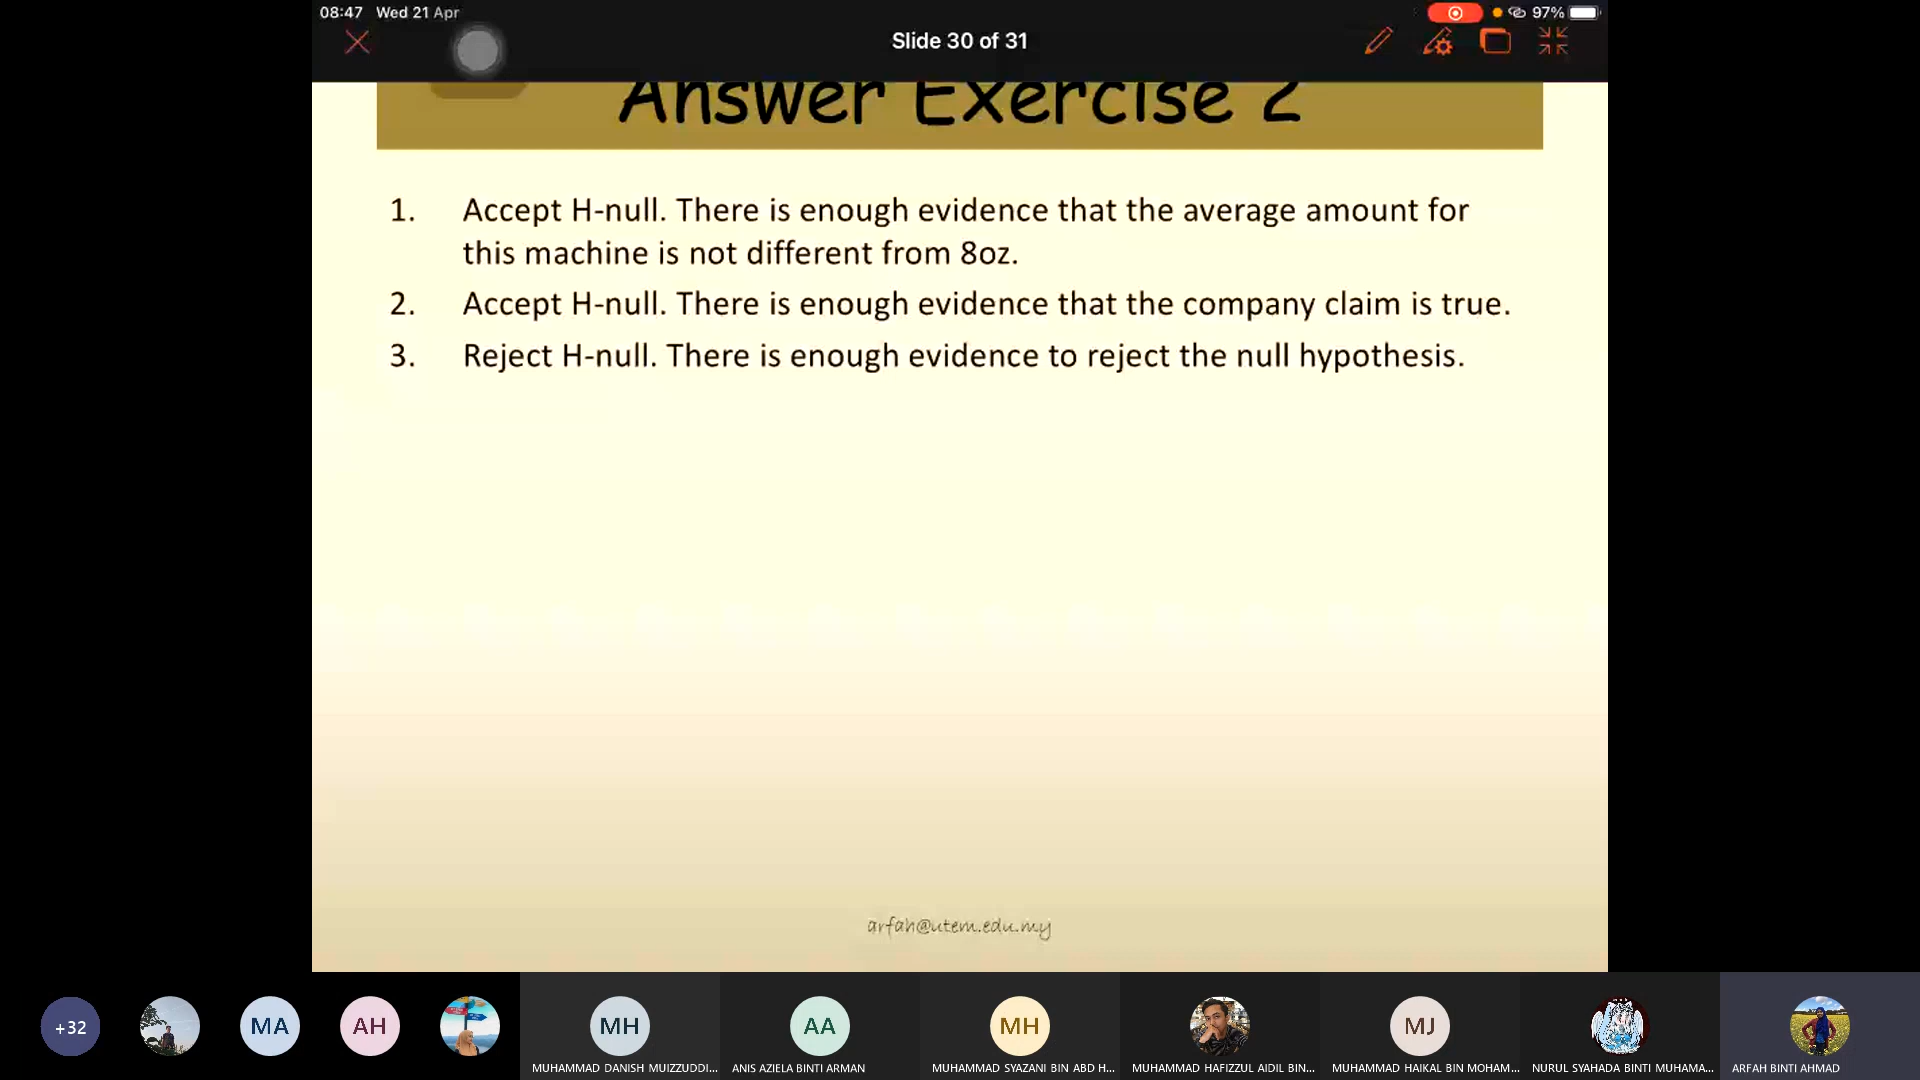 08:47 Wed 21 Apr
97%
Slide 30 of 31
Answer Exercise 2
1. Accept H-null. There is enough evidence that the average amount for
this machine is not different from 8oz.
2. Accept H-null. There is enough evidence that the company claim is true.
3. Reject H-null. There is enough evidence to reject the null hypothesis.
arfah@utem.edu.my
+32
MA
AH
MH
AA
MH
MJ
MUHAMMAD DANISH MUIZZUDDI...
ANIS AZIELA BINTI ARMAN
MUHAMMAD SYAZANI BIN ABD H...
MUHAMMAD HAFIZZUL AIDIL BIN...
MUHAMMAD HAIKAL BIN MOHAM...
NURUL SYAHADA BINTI MUHAMA...
ARFAH BINTI AHMAD